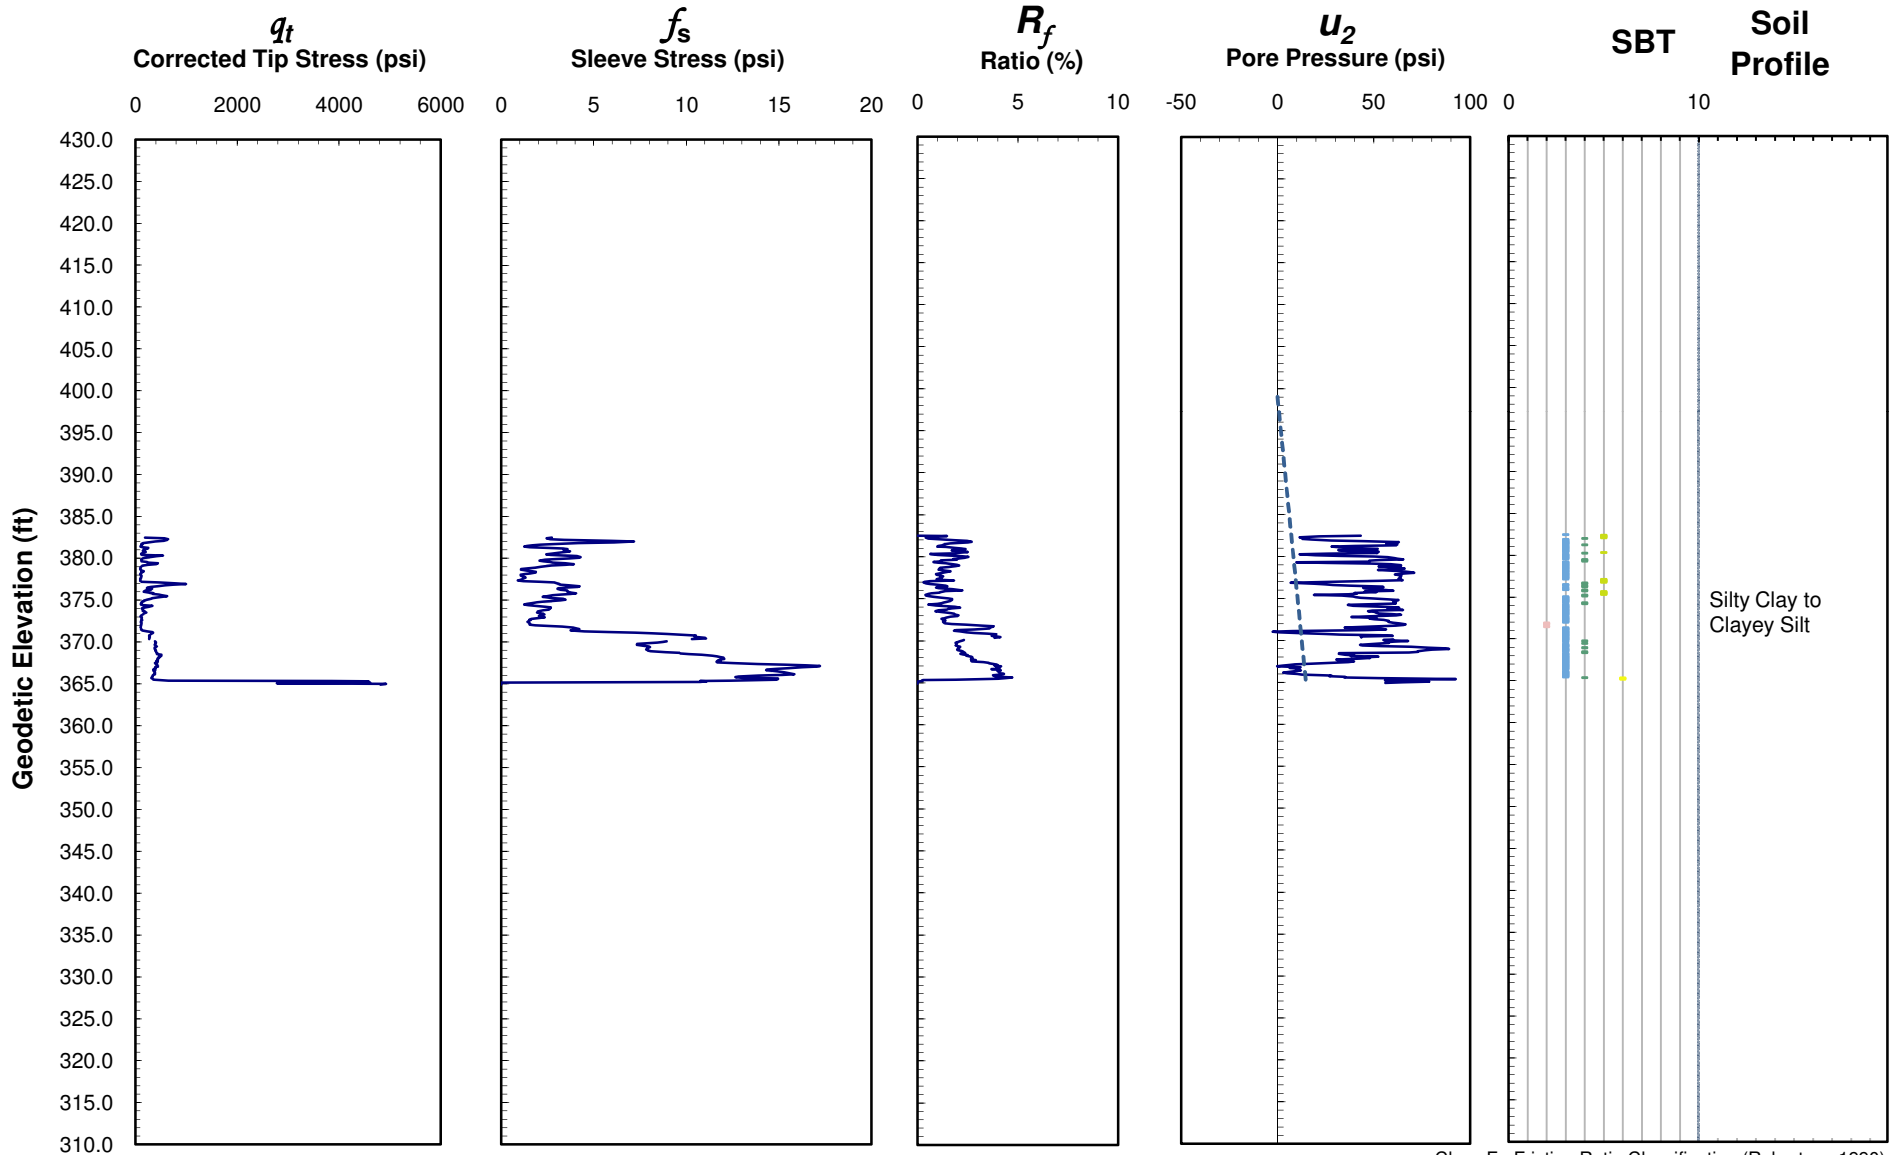 qt
Corrected Tip Stress (psi)
fs
Sleeve Stress (psi)
Rf
Ratio (%)
u2
Pore Pressure (psi)
SBT
Soil
Profile
0 2000 4000 6000
0 5 10 15 20
0 5 10
-50 0 50 100
0 10
Geodetic Elevation (ft)
430.0
425.0
420.0
415.0
410.0
405.0
400.0
395.0
390.0
385.0
380.0
375.0
370.0
365.0
360.0
355.0
350.0
345.0
340.0
335.0
330.0
325.0
320.0
315.0
310.0
Silty Clay to
Clayey Silt